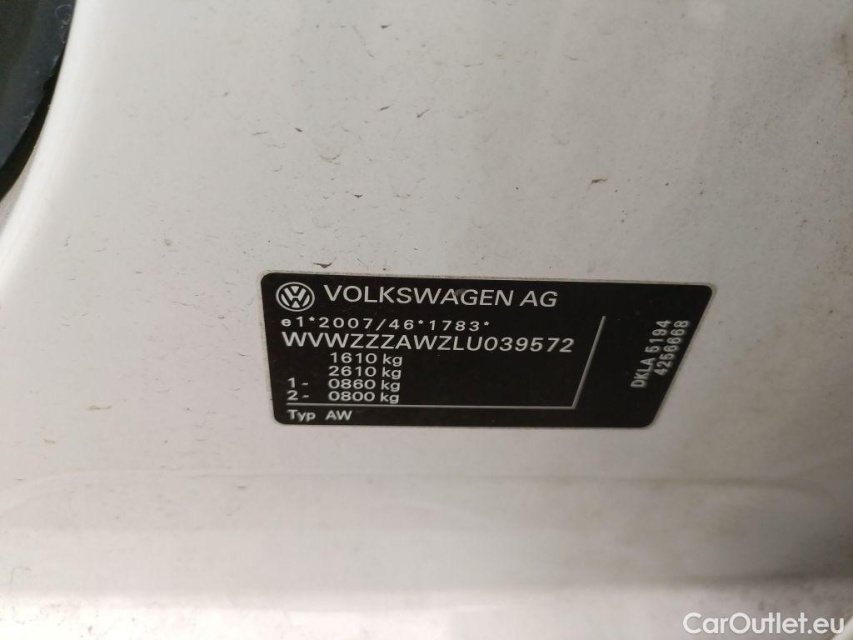 VOLKSWAGEN AG
e1*2007/46*1783*
WVWZZZAWZLU039572
1610 kg
2610 kg
1- 0860 kg
2- 0800 kg
Typ AW
DKLA 5194
4256668
CarOutlet.eu